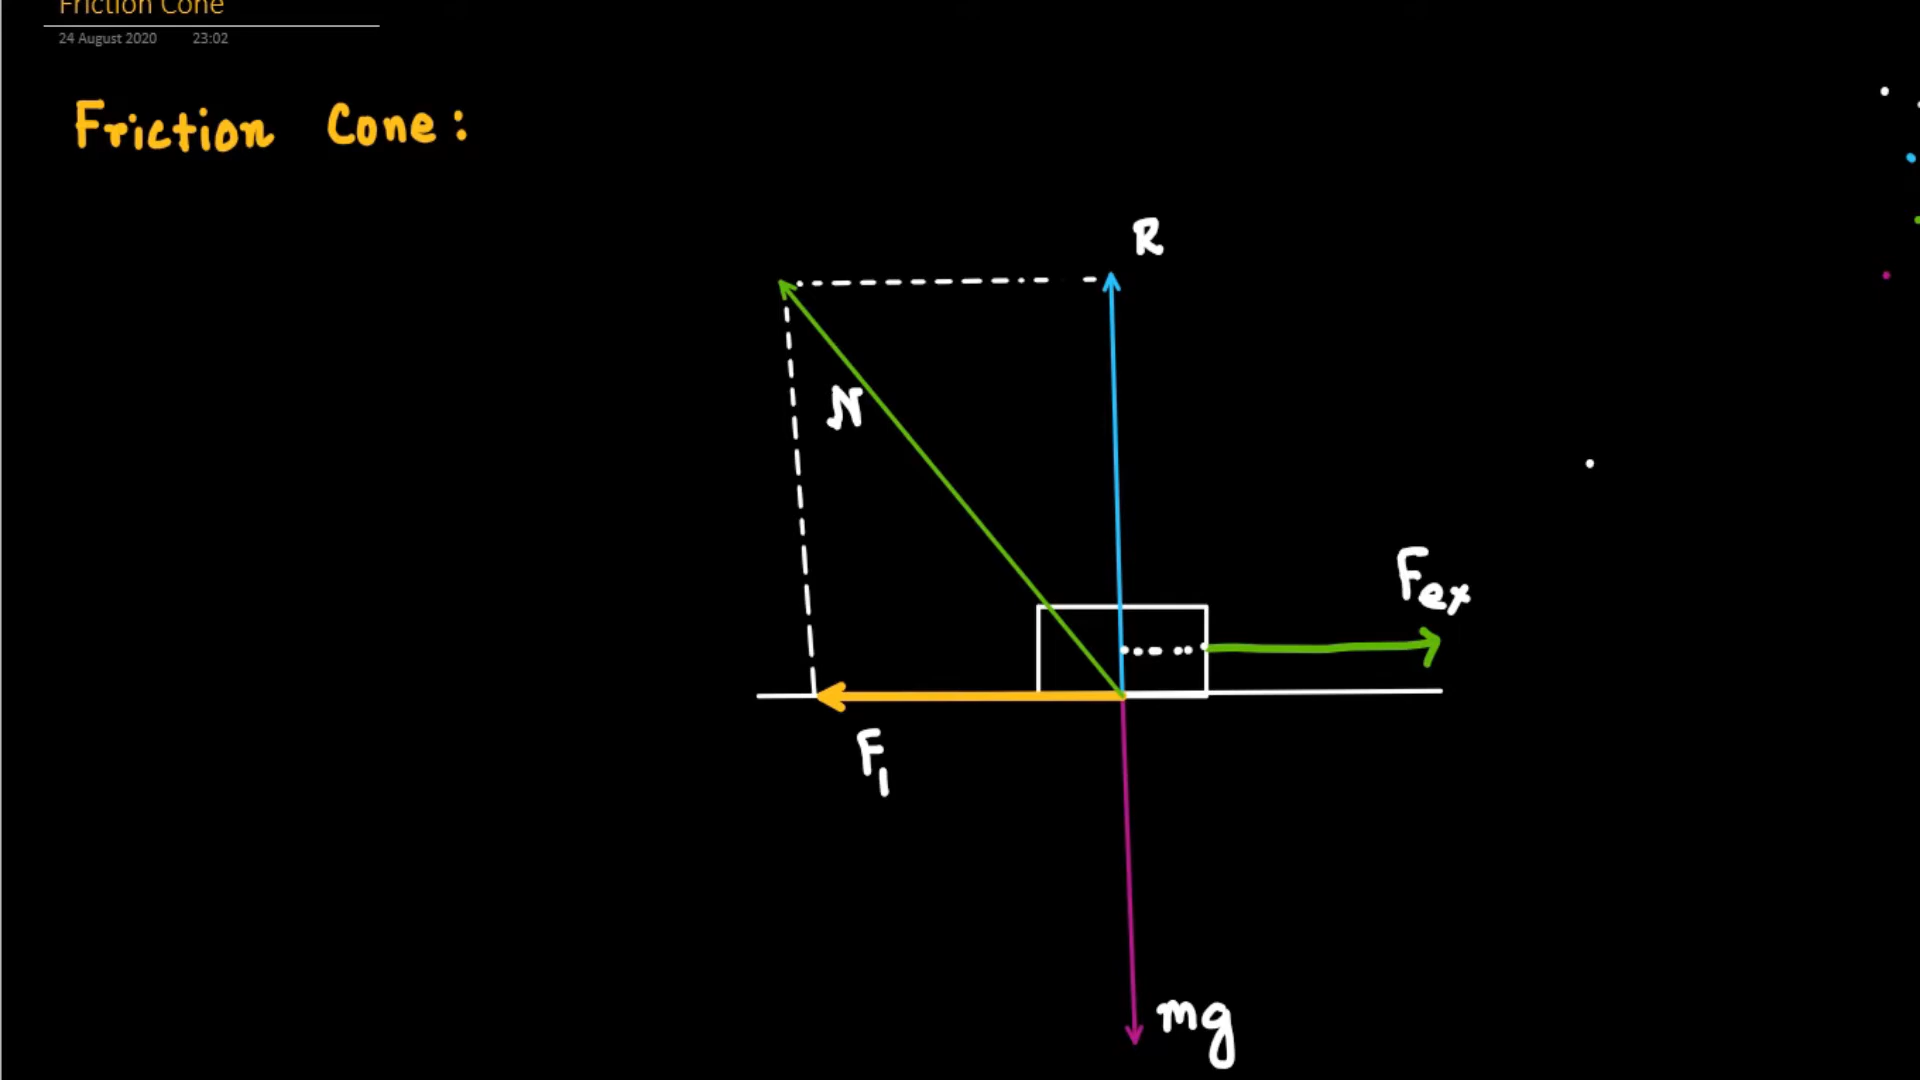 Friction Cone
24 August 2020 23:02
Friction Cone:
R
N
Fex
F1
mg